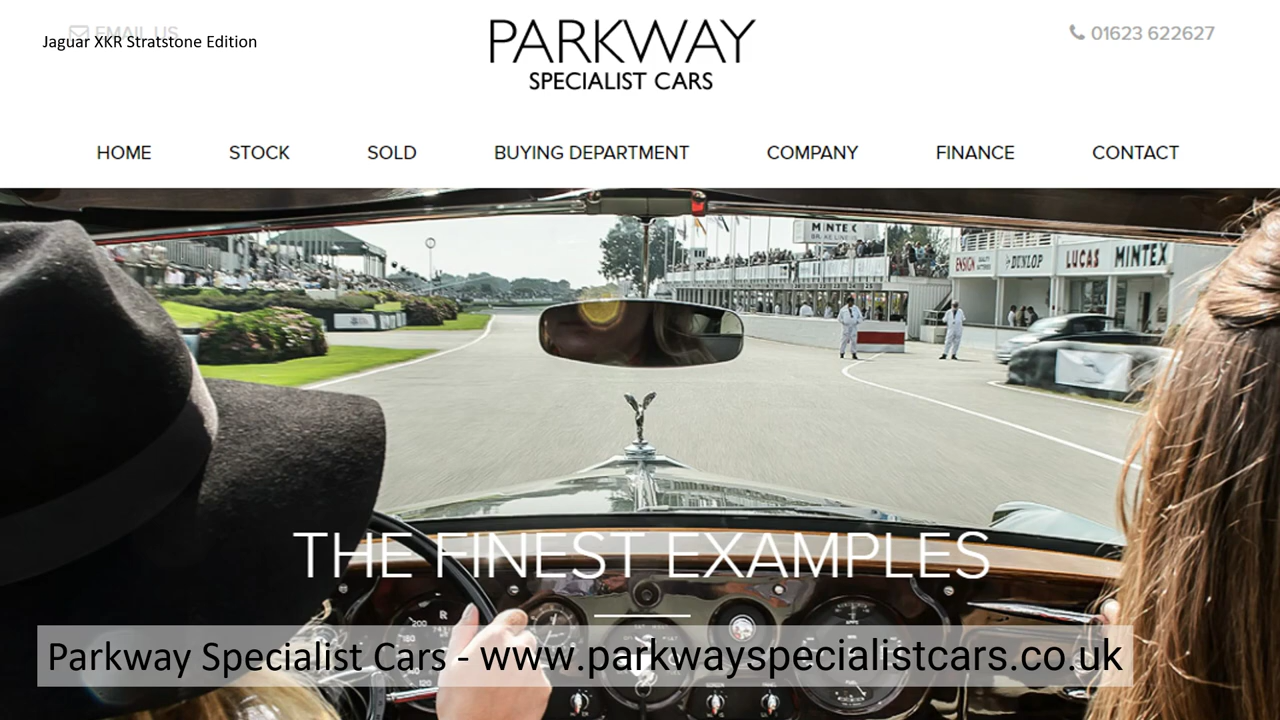 EMAIL US
Jaguar XKR Stratstone Edition
PARKWAY
SPECIALIST CARS
01623 622627
HOME STOCK SOLD BUYING DEPARTMENT COMPANY FINANCE CONTACT
MINTEX
ENSIGN DUNLOP LUCAS MINTEX
THE FINEST EXAMPLES
Parkway Specialist Cars - www.parkwayspecialistcars.co.uk